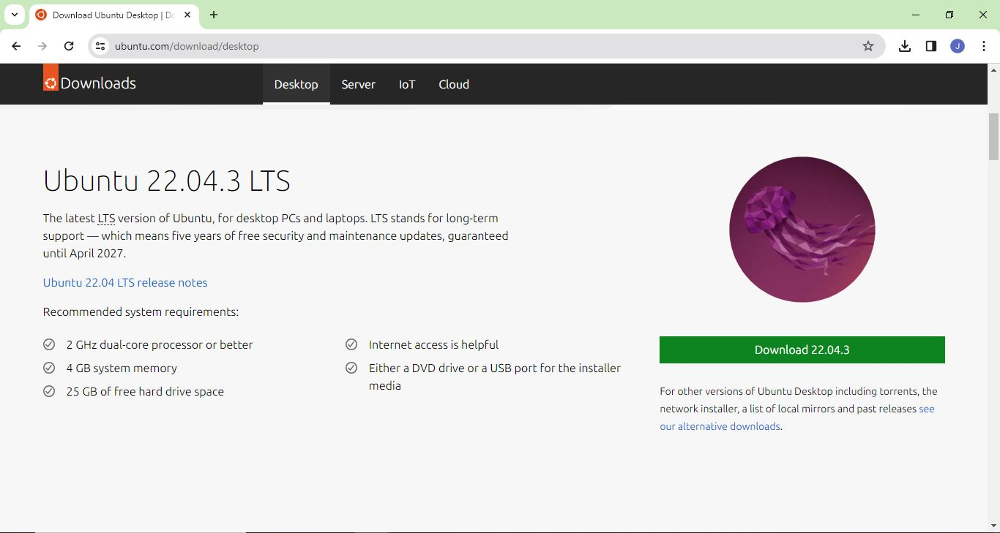 Download Ubuntu Desktop | Do
ubuntu.com/download/desktop
J
Downloads
Desktop
Server
IoT
Cloud
Ubuntu 22.04.3 LTS
The latest LTS version of Ubuntu, for desktop PCs and laptops. LTS stands for long-term
support — which means five years of free security and maintenance updates, guaranteed
until April 2027.
Ubuntu 22.04 LTS release notes
Recommended system requirements:
2 GHz dual-core processor or better
4 GB system memory
25 GB of free hard drive space
Internet access is helpful
Either a DVD drive or a USB port for the installer
media
Download 22.04.3
For other versions of Ubuntu Desktop including torrents, the
network installer, a list of local mirrors and past releases see
our alternative downloads.